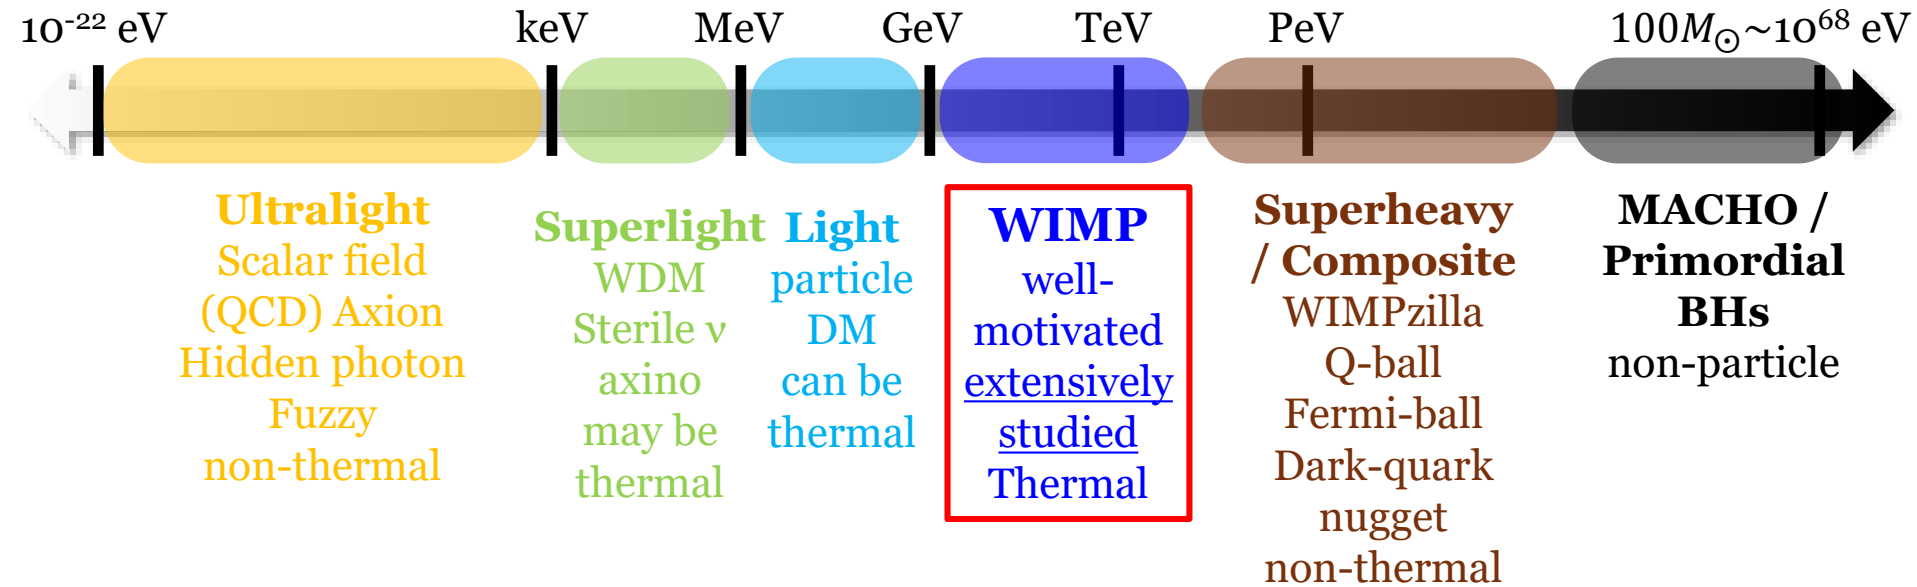 10⁻²² eV keV MeV GeV TeV PeV 100M⊙~10⁶⁸ eV
Ultralight
Scalar field
(QCD) Axion
Hidden photon
Fuzzy
non-thermal
Superlight
WDM
Sterile ν
axino
may be
thermal
Light
particle
DM
can be
thermal
WIMP
well-
motivated
extensively
studied
Thermal
Superheavy
/ Composite
WIMPzilla
Q-ball
Fermi-ball
Dark-quark
nugget
non-thermal
MACHO /
Primordial
BHs
non-particle